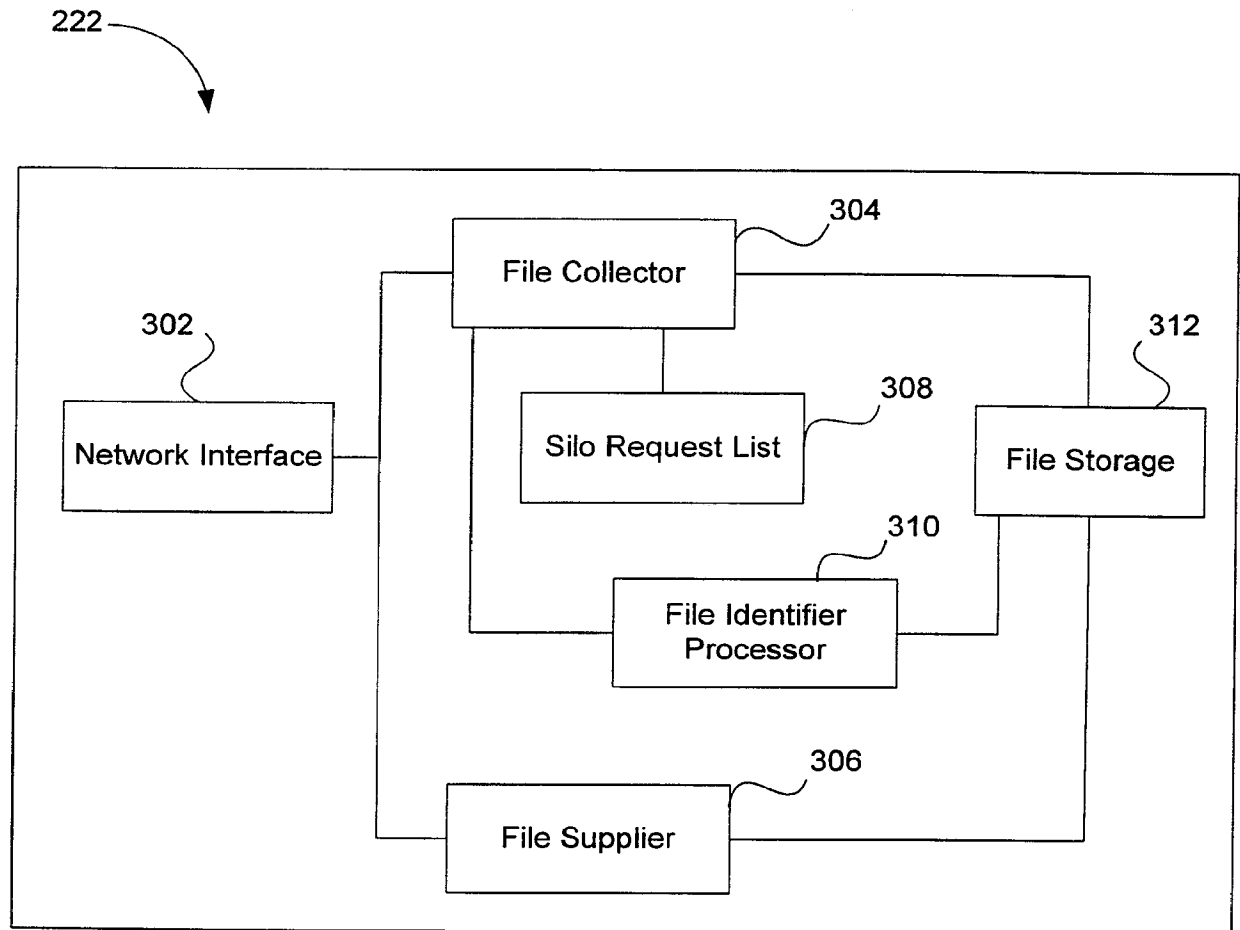 222
304
File Collector
302
312
Network Interface
308
Silo Request List
File Storage
310
File Identifier
Processor
306
File Supplier